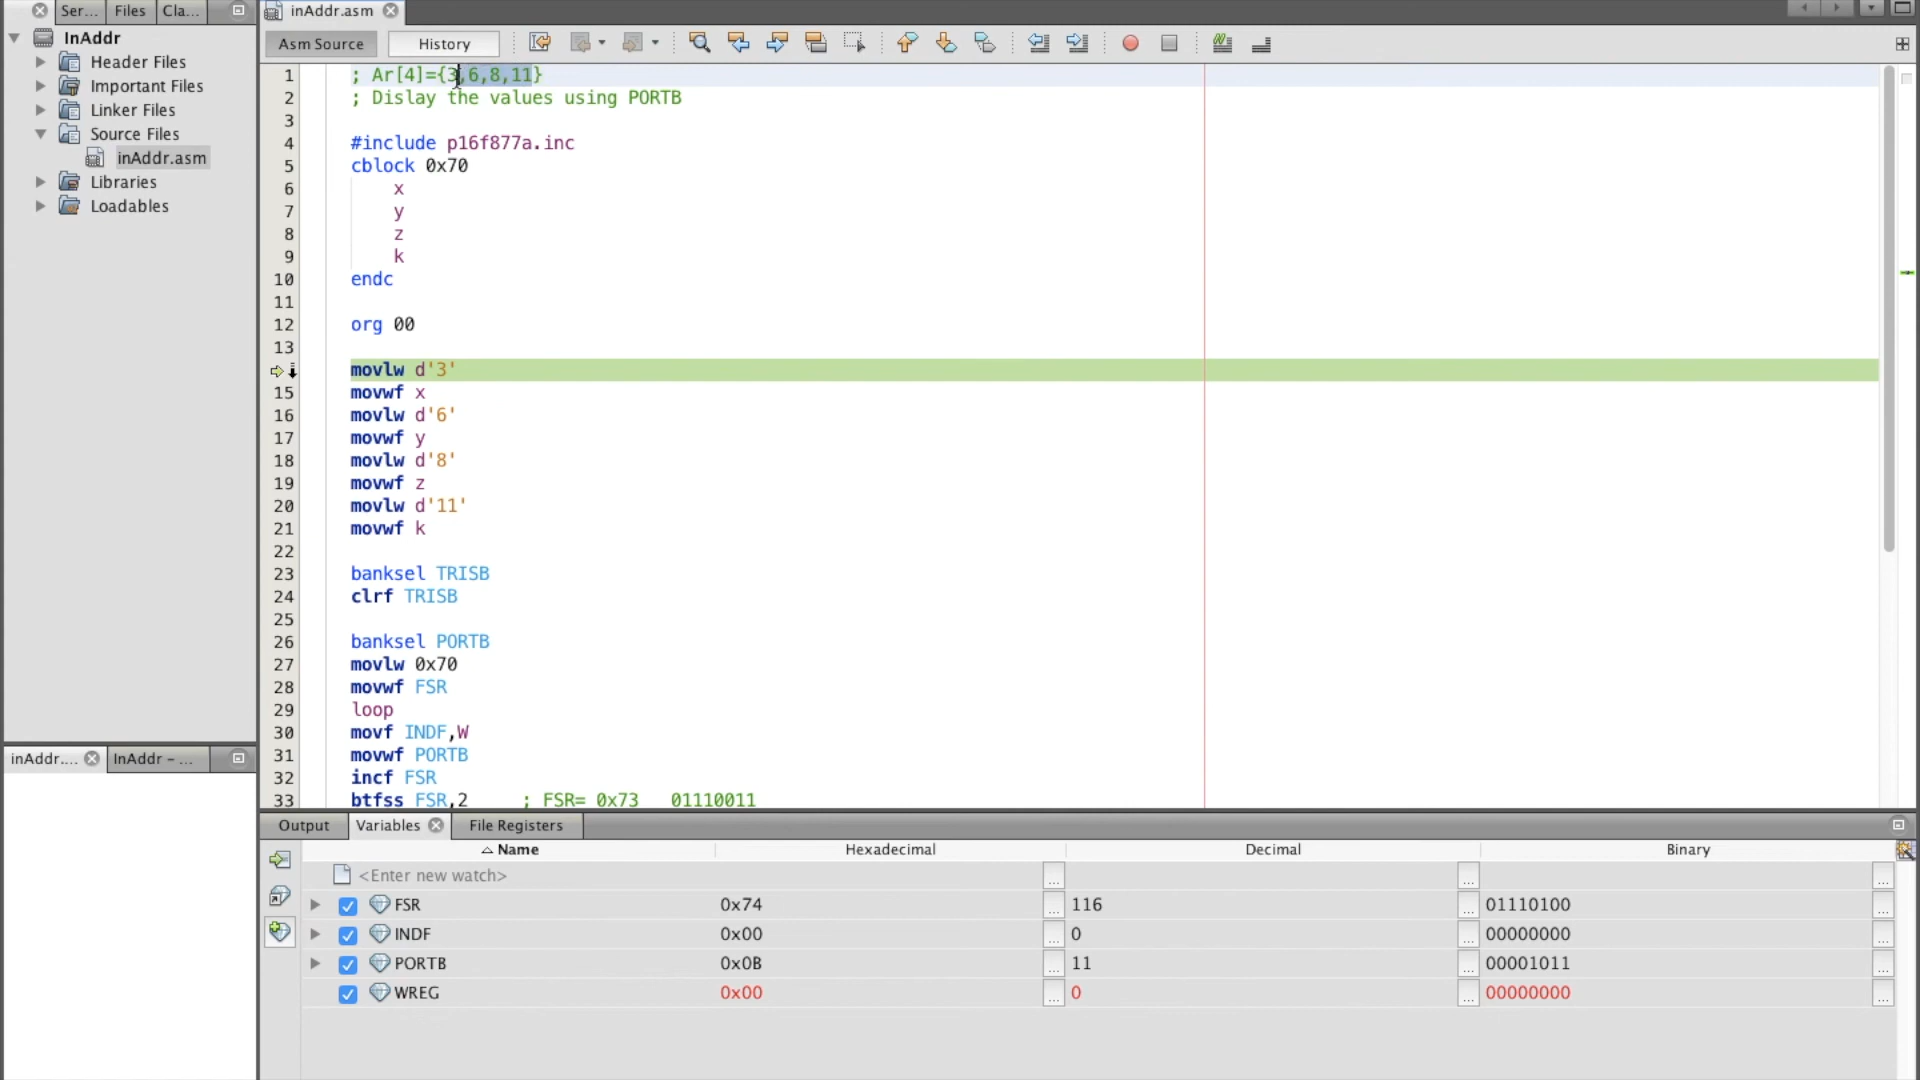 Ser... Files Cla...
InAddr
Header Files
Important Files
Linker Files
Source Files
inAddr.asm
Libraries
Loadables
inAddr.... InAddr – ...
inAddr.asm
Asm Source History
1 ; Ar[4]={3,6,8,11}
2 ; Dislay the values using PORTB
3
4 #include p16f877a.inc
5 cblock 0x70
6 x
7 y
8 z
9 k
10 endc
11
12 org 00
13
movlw d'3'
15 movwf x
16 movlw d'6'
17 movwf y
18 movlw d'8'
19 movwf z
20 movlw d'11'
21 movwf k
22
23 banksel TRISB
24 clrf TRISB
25
26 banksel PORTB
27 movlw 0x70
28 movwf FSR
29 loop
30 movf INDF,W
31 movwf PORTB
32 incf FSR
33 btfss FSR,2 ; FSR= 0x73 01110011
Output Variables File Registers
Name Hexadecimal Decimal Binary
<Enter new watch> ... ... ...
FSR 0x74 ... 116 ... 01110100 ...
INDF 0x00 ... 0 ... 00000000 ...
PORTB 0x0B ... 11 ... 00001011 ...
WREG 0x00 ... 0 ... 00000000 ...